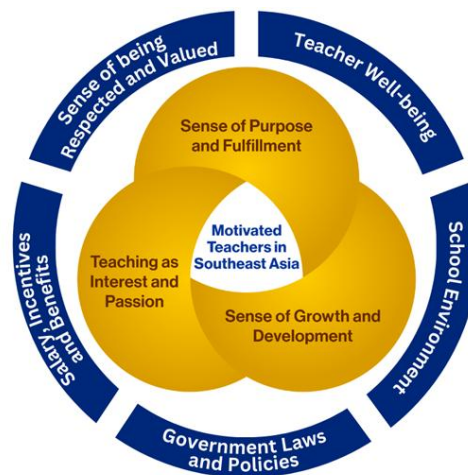 Sense of being
Respected and Valued
Teacher Well-being
Sense of Purpose
and Fulfillment
Motivated
Teachers in
Southeast Asia
Teaching as
Interest and
Passion
Sense of Growth and
Development
Salary, Incentives
and Benefits
School Environment
Government Laws
and Policies